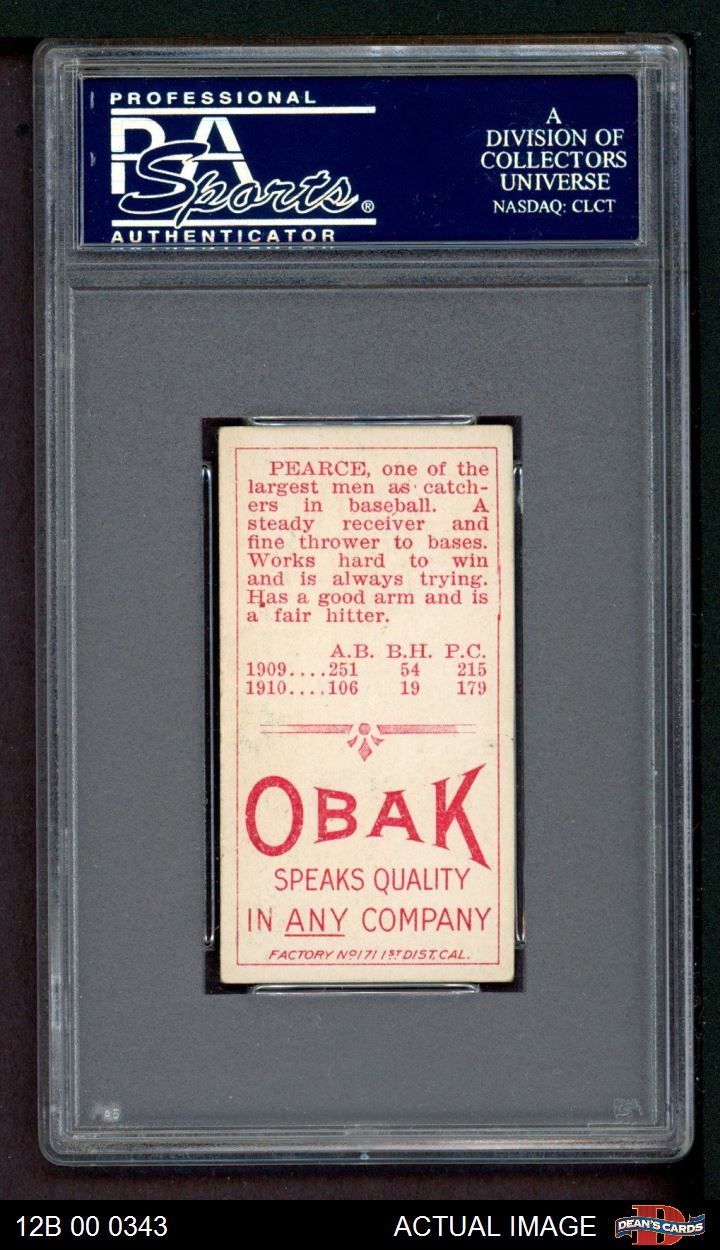 PROFESSIONAL
PSA
Sports®
AUTHENTICATOR
A
DIVISION OF
COLLECTORS
UNIVERSE
NASDAQ: CLCT
PEARCE, one of the
largest men as catch-
ers in baseball. A
steady receiver and
fine thrower to bases.
Works hard to win
and is always trying.
Has a good arm and is
a fair hitter.
A.B. B.H. P.C.
1909....251 54 215
1910....106 19 179
OBAK
SPEAKS QUALITY
IN ANY COMPANY
FACTORY Nº 171 1ST DIST, CAL.
12B 00 0343
ACTUAL IMAGE
D
DEAN'S CARDS